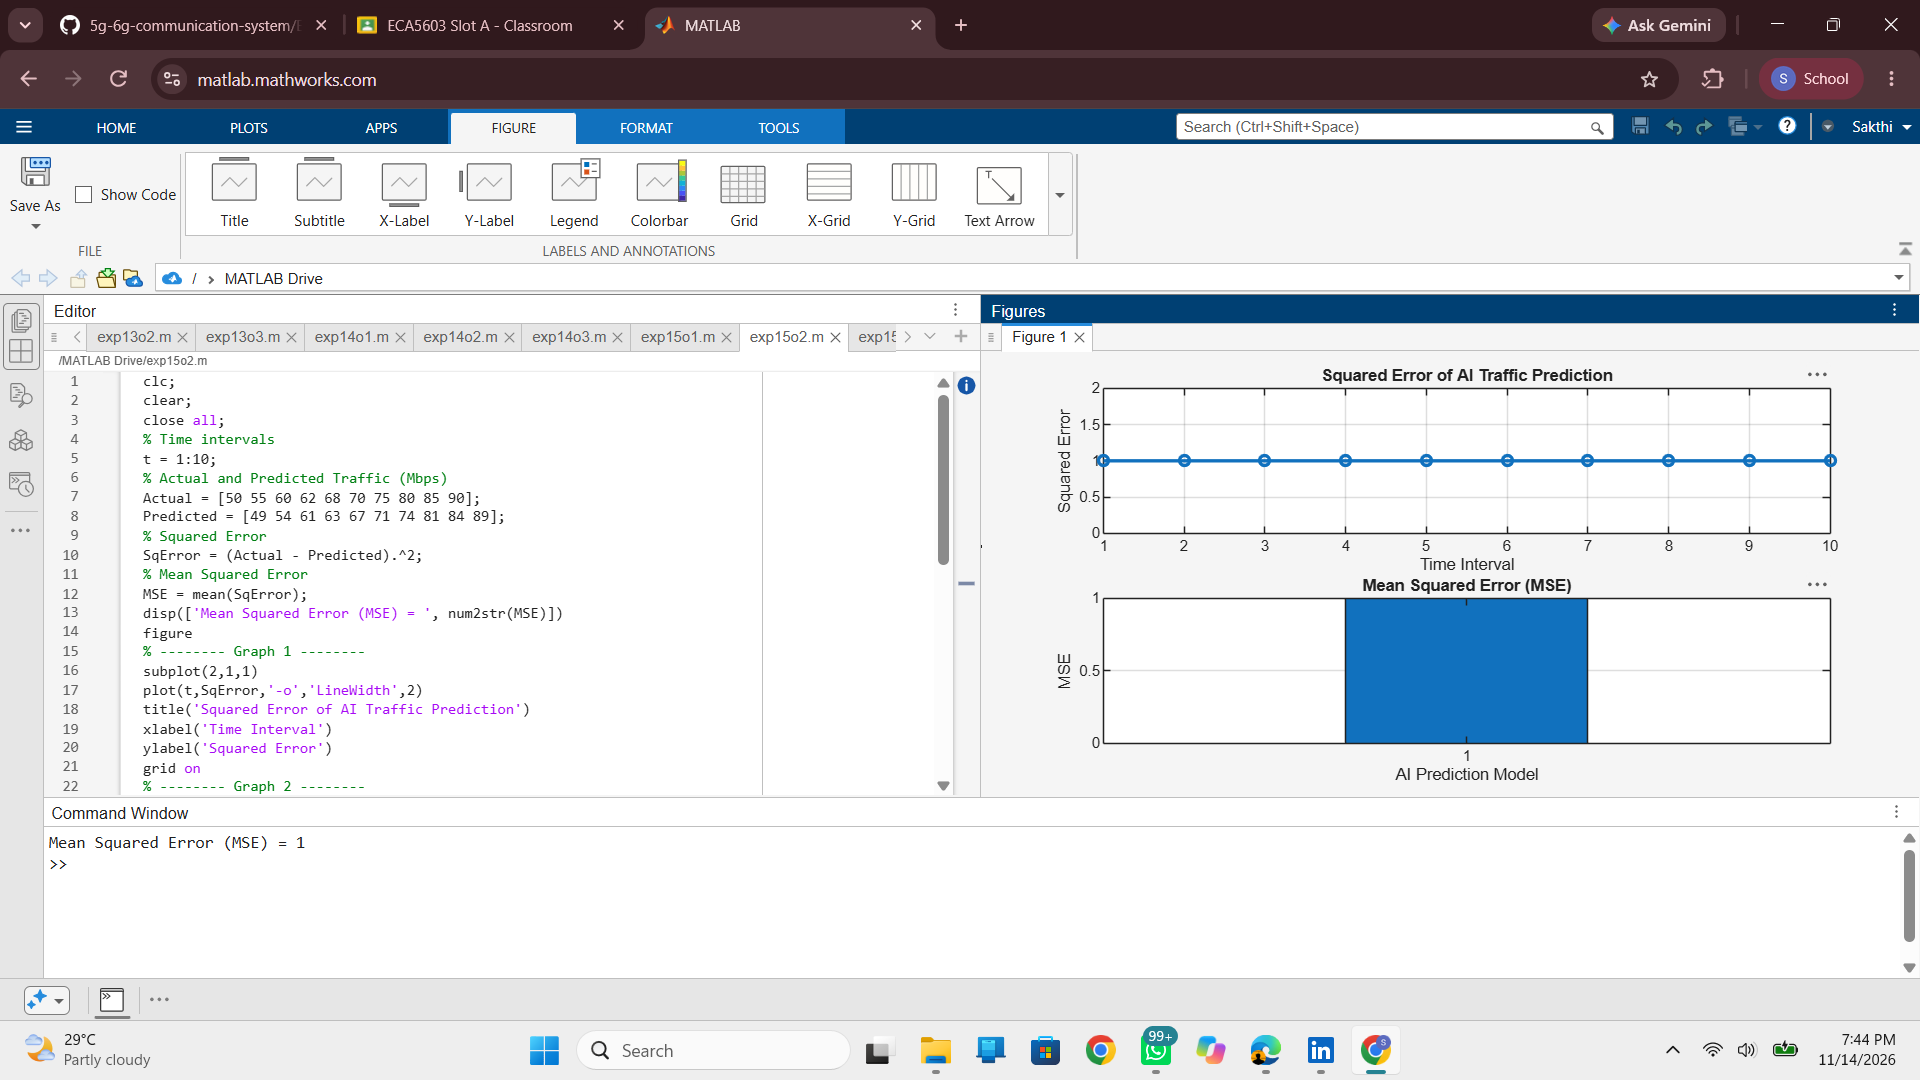 5g-6g-communication-system/
ECA5603 Slot A - Classroom
MATLAB
Ask Gemini
matlab.mathworks.com
S School
HOME PLOTS APPS FIGURE FORMAT TOOLS
Search (Ctrl+Shift+Space)
Sakthi
Save As
Show Code
FILE
Title Subtitle X-Label Y-Label Legend Colorbar Grid X-Grid Y-Grid Text Arrow
LABELS AND ANNOTATIONS
/ › MATLAB Drive
Editor
exp13o2.m exp13o3.m exp14o1.m exp14o2.m exp14o3.m exp15o1.m exp15o2.m exp15
/MATLAB Drive/exp15o2.m
1 clc;
2 clear;
3 close all;
4 % Time intervals
5 t = 1:10;
6 % Actual and Predicted Traffic (Mbps)
7 Actual = [50 55 60 62 68 70 75 80 85 90];
8 Predicted = [49 54 61 63 67 71 74 81 84 89];
9 % Squared Error
10 SqError = (Actual - Predicted).^2;
11 % Mean Squared Error
12 MSE = mean(SqError);
13 disp(['Mean Squared Error (MSE) = ', num2str(MSE)])
14 figure
15 % -------- Graph 1 --------
16 subplot(2,1,1)
17 plot(t,SqError,'-o','LineWidth',2)
18 title('Squared Error of AI Traffic Prediction')
19 xlabel('Time Interval')
20 ylabel('Squared Error')
21 grid on
22 % -------- Graph 2 --------
Figures
Figure 1
Squared Error of AI Traffic Prediction
Squared Error
2
1.5
1
0.5
0
1 2 3 4 5 6 7 8 9 10
Time Interval
Mean Squared Error (MSE)
MSE
1
0.5
0
1
AI Prediction Model
Command Window
Mean Squared Error (MSE) = 1
>>
29°C
Partly cloudy
Search
99+
7:44 PM
11/14/2026